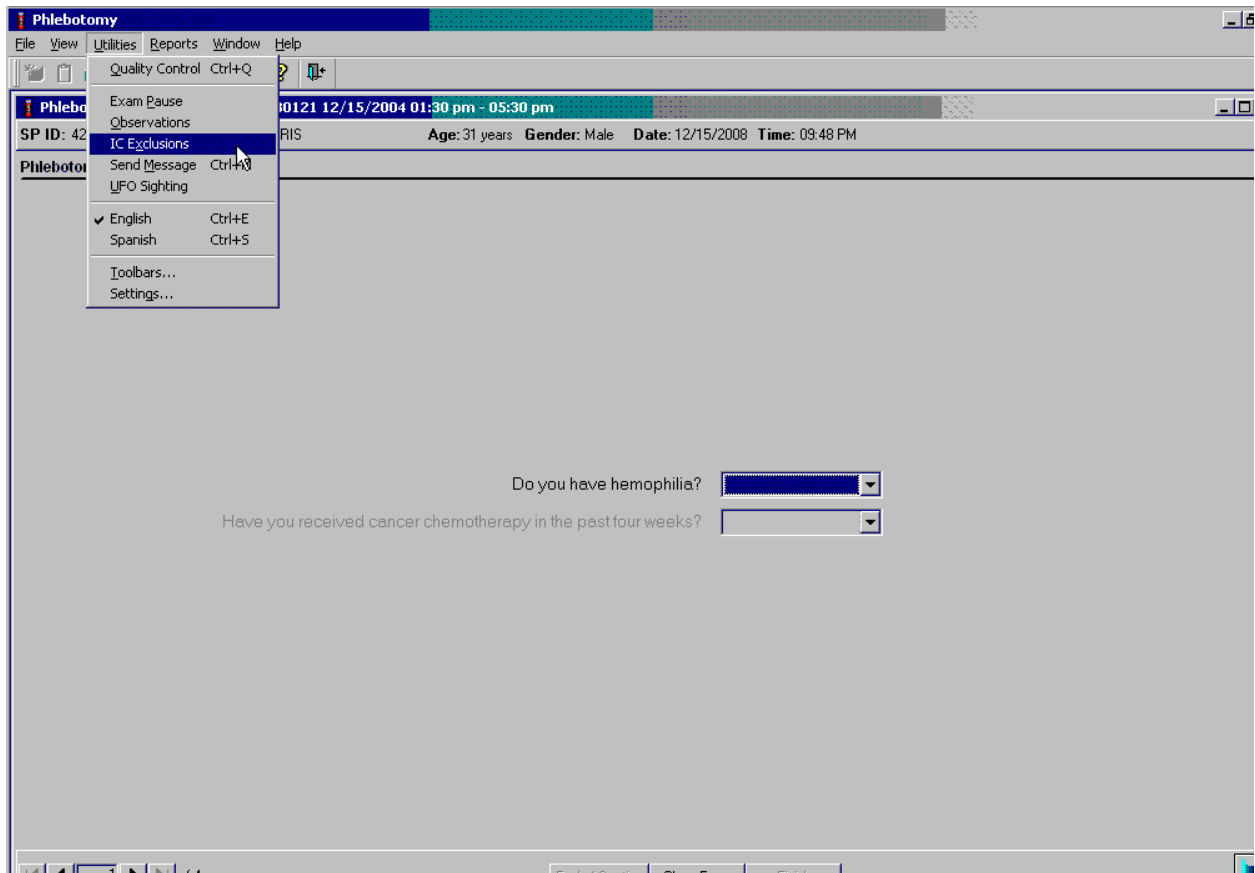 Phlebotomy
File View Utilities Reports Window Help
Quality Control Ctrl+Q
Exam Pause
Observations
IC Exclusions
Send Message
UFO Sighting
English Ctrl+E
Spanish Ctrl+S
Toolbars...
Settings...
12/15/2004 01:30 pm - 05:30 pm
SP ID: 42 RIS Age: 31 years Gender: Male Date: 12/15/2008 Time: 09:48 PM
Do you have hemophilia?
Have you received cancer chemotherapy in the past four weeks?